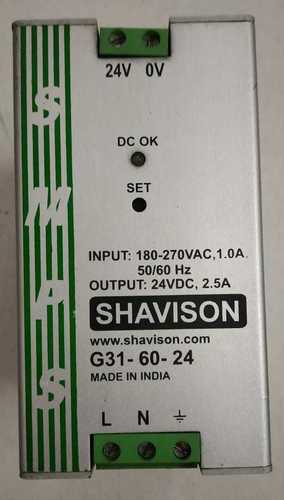 24V 0V
DC OK
SET
SMPS
INPUT: 180-270VAC,1.0A
50/60 Hz
OUTPUT: 24VDC, 2.5A
SHAVISON
www.shavison.com
G31- 60- 24
MADE IN INDIA
L N ⏚